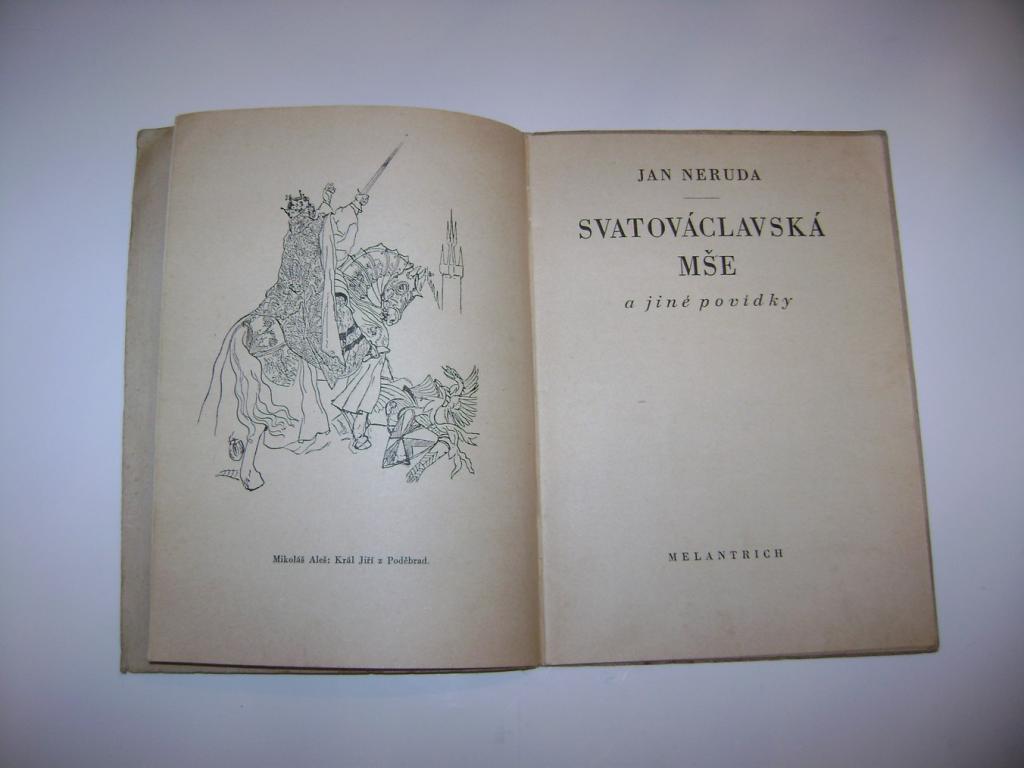 Mikoláš Aleš: Král Jiří z Poděbrad.
JAN NERUDA
SVATOVÁCLAVSKÁ
MŠE
a jiné povídky
MELANTRICH